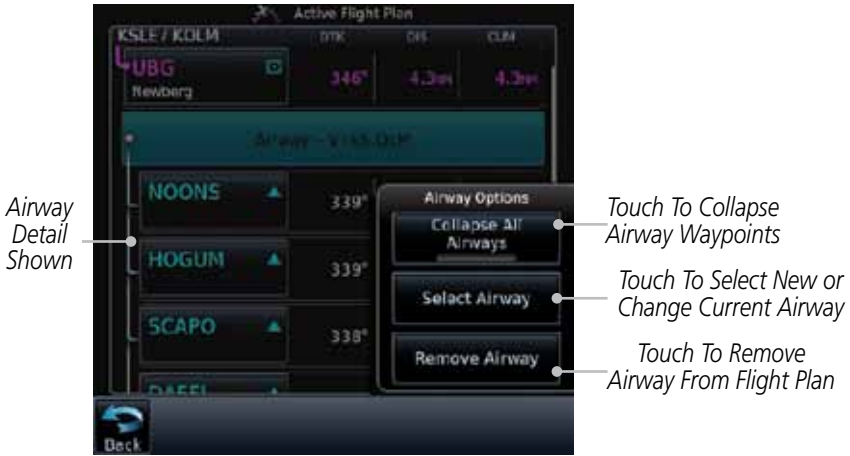 Active Flight Plan
KSLE / KOLM
DTK
DIS
CUM
UBG
Newberg
346°
4.3NM
4.3NM
Airway - V165.OLM
NOONS
339°
HOGUM
339°
SCAPO
338°
Airway Options
Collapse All
Airways
Select Airway
Remove Airway
Back
Airway
Detail
Shown
Touch To Collapse
Airway Waypoints
Touch To Select New or
Change Current Airway
Touch To Remove
Airway From Flight Plan